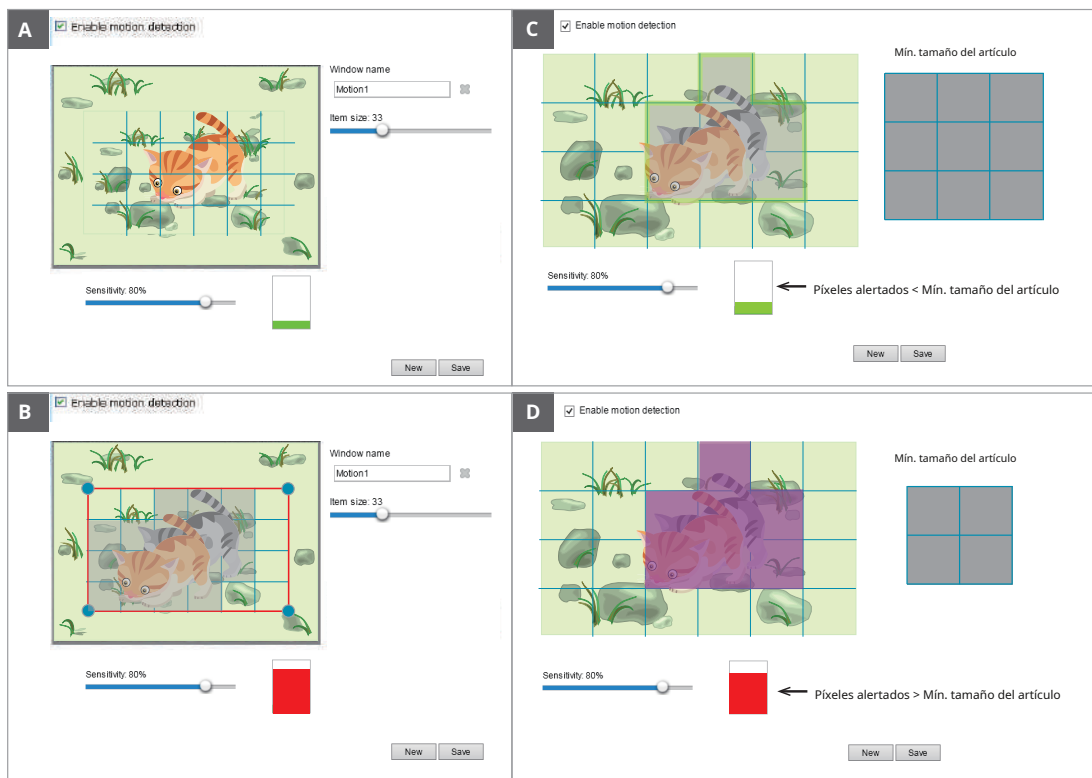 A
Enable motion detection
Window name
Motion1
Item size: 33
Sensitivity: 80%
New
Save
C
Enable motion detection
Mín. tamaño del artículo
Sensitivity: 80%
Píxeles alertados < Mín. tamaño del artículo
New
Save
B
Enable motion detection
Window name
Motion1
Item size: 33
Sensitivity: 80%
New
Save
D
Enable motion detection
Mín. tamaño del artículo
Sensitivity: 80%
Píxeles alertados > Mín. tamaño del artículo
New
Save